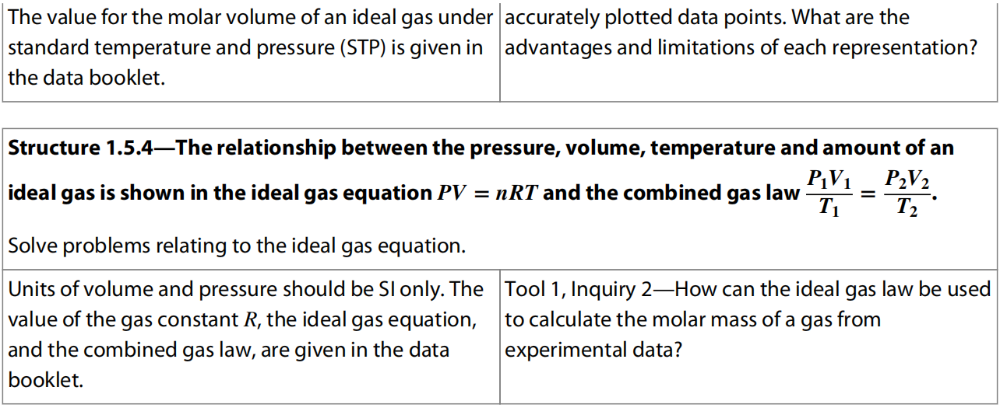 The value for the molar volume of an ideal gas under
standard temperature and pressure (STP) is given in
the data booklet.
accurately plotted data points. What are the
advantages and limitations of each representation?
Structure 1.5.4—The relationship between the pressure, volume, temperature and amount of an
ideal gas is shown in the ideal gas equation PV = nRT and the combined gas law P₁V₁/T₁ = P₂V₂/T₂.
Solve problems relating to the ideal gas equation.
Units of volume and pressure should be SI only. The
value of the gas constant R, the ideal gas equation,
and the combined gas law, are given in the data
booklet.
Tool 1, Inquiry 2—How can the ideal gas law be used
to calculate the molar mass of a gas from
experimental data?